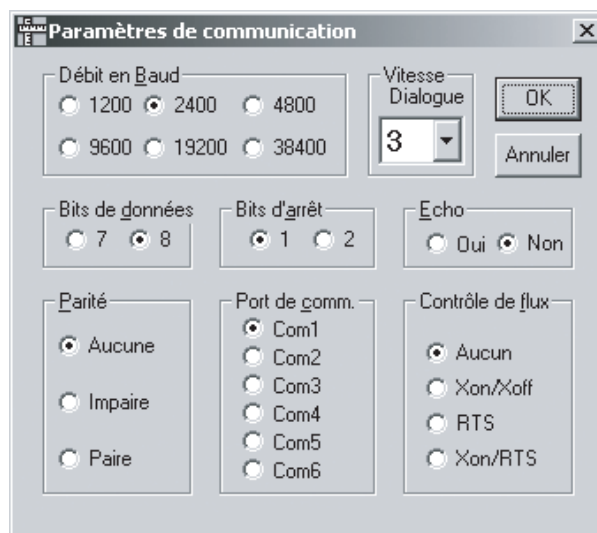 Paramètres de communication
Débit en Baud
1200 2400 4800
9600 19200 38400
Vitesse
Dialogue
3
OK
Annuler
Bits de données
7 8
Bits d'arrêt
1 2
Echo
Oui Non
Parité
Aucune
Impaire
Paire
Port de comm.
Com1
Com2
Com3
Com4
Com5
Com6
Contrôle de flux
Aucun
Xon/Xoff
RTS
Xon/RTS